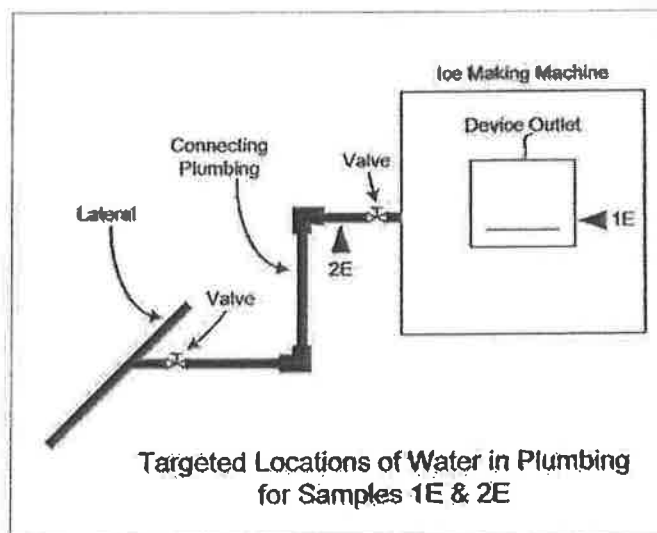 Ice Making Machine
Device Outlet
Connecting
Plumbing
Valve
Lateral
1E
2E
Valve
Targeted Locations of Water in Plumbing
for Samples 1E & 2E